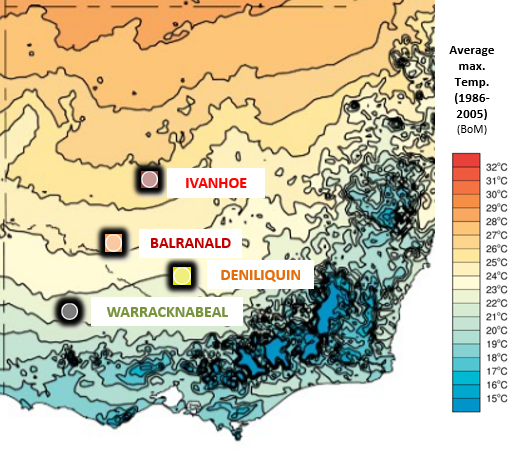 Average
max.
Temp.
(1986-
2005)
(BoM)
32°C
31°C
30°C
29°C
28°C
27°C
26°C
25°C
24°C
23°C
22°C
21°C
20°C
19°C
18°C
17°C
16°C
15°C
IVANHOE
BALRANALD
DENILIQUIN
WARRACKNABEAL